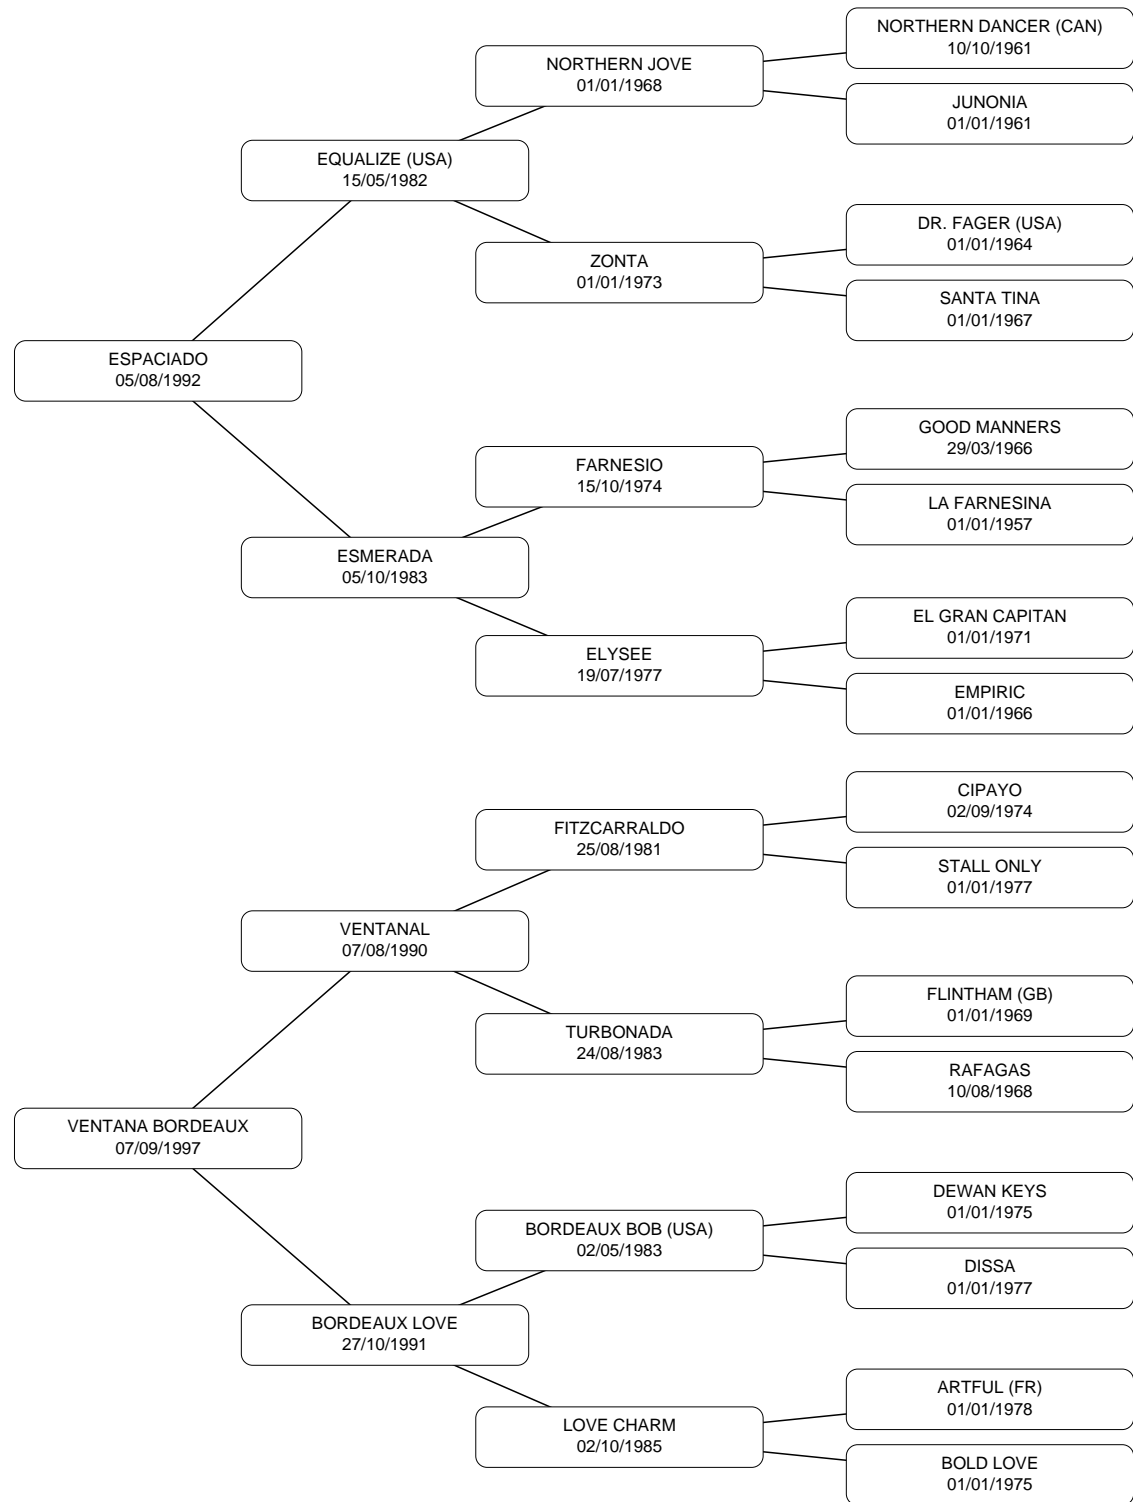 NORTHERN DANCER (CAN)
10/10/1961
NORTHERN JOVE
01/01/1968
JUNONIA
01/01/1961
EQUALIZE (USA)
15/05/1982
DR. FAGER (USA)
01/01/1964
ZONTA
01/01/1973
SANTA TINA
01/01/1967
ESPACIADO
05/08/1992
GOOD MANNERS
29/03/1966
FARNESIO
15/10/1974
LA FARNESINA
01/01/1957
ESMERADA
05/10/1983
EL GRAN CAPITAN
01/01/1971
ELYSEE
19/07/1977
EMPIRIC
01/01/1966
CIPAYO
02/09/1974
FITZCARRALDO
25/08/1981
STALL ONLY
01/01/1977
VENTANAL
07/08/1990
FLINTHAM (GB)
01/01/1969
TURBONADA
24/08/1983
RAFAGAS
10/08/1968
VENTANA BORDEAUX
07/09/1997
DEWAN KEYS
01/01/1975
BORDEAUX BOB (USA)
02/05/1983
DISSA
01/01/1977
BORDEAUX LOVE
27/10/1991
ARTFUL (FR)
01/01/1978
LOVE CHARM
02/10/1985
BOLD LOVE
01/01/1975